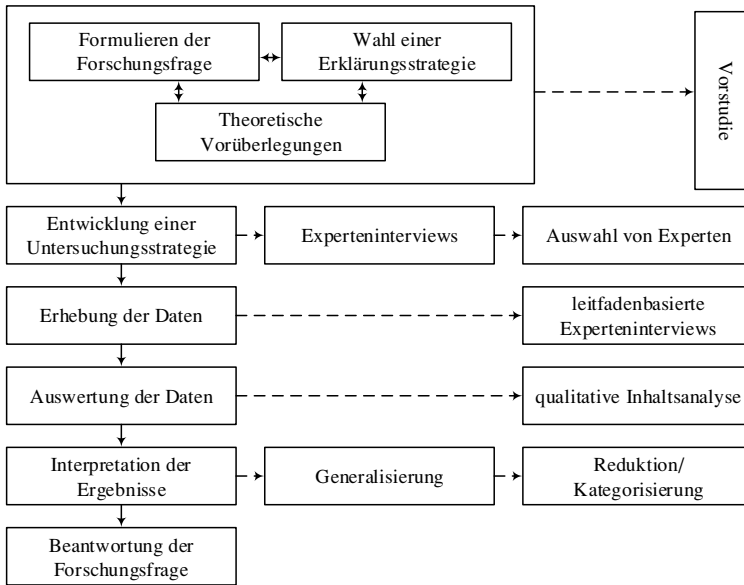 Formulieren der
Forschungsfrage
Wahl einer
Erklärungsstrategie
Theoretische
Vorüberlegungen
Vorstudie
Entwicklung einer
Untersuchungsstrategie
Experteninterviews
Auswahl von Experten
Erhebung der Daten
leitfadenbasierte
Experteninterviews
Auswertung der Daten
qualitative Inhaltsanalyse
Interpretation der
Ergebnisse
Generalisierung
Reduktion/
Kategorisierung
Beantwortung der
Forschungsfrage